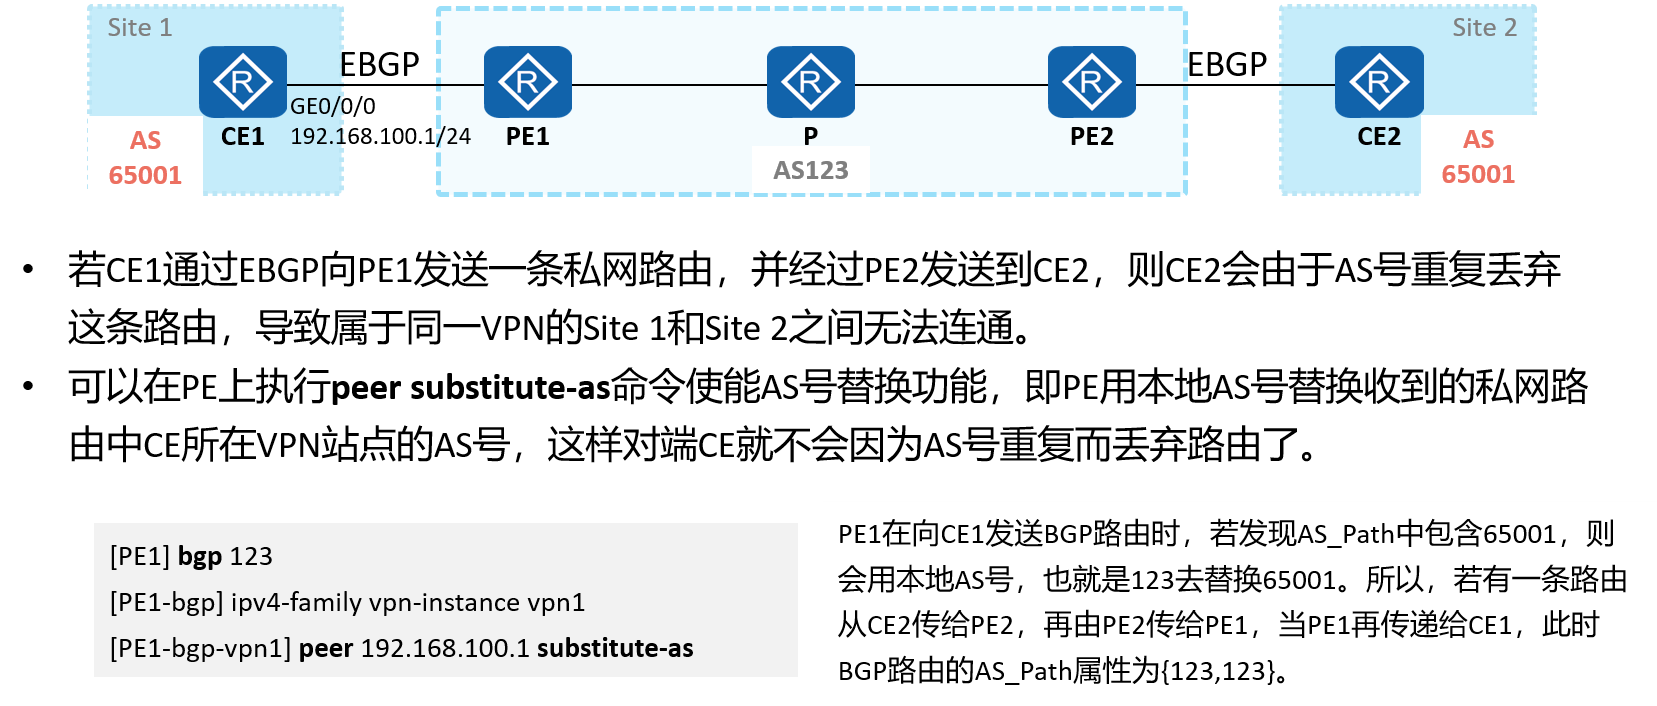 Site 1
Site 2
EBGP
EBGP
R
R
R
R
R
GE0/0/0
192.168.100.1/24
CE1
PE1
P
PE2
CE2
AS
65001
AS123
AS
65001
• 若CE1通过EBGP向PE1发送一条私网路由，并经过PE2发送到CE2，则CE2会由于AS号重复丢弃
这条路由，导致属于同一VPN的Site 1和Site 2之间无法连通。
• 可以在PE上执行peer substitute-as命令使能AS号替换功能，即PE用本地AS号替换收到的私网路
由中CE所在VPN站点的AS号，这样对端CE就不会因为AS号重复而丢弃路由了。
[PE1] bgp 123
[PE1-bgp] ipv4-family vpn-instance vpn1
[PE1-bgp-vpn1] peer 192.168.100.1 substitute-as
PE1在向CE1发送BGP路由时，若发现AS_Path中包含65001，则
会用本地AS号，也就是123去替换65001。所以，若有一条路由
从CE2传给PE2，再由PE2传给PE1，当PE1再传递给CE1，此时
BGP路由的AS_Path属性为{123,123}。